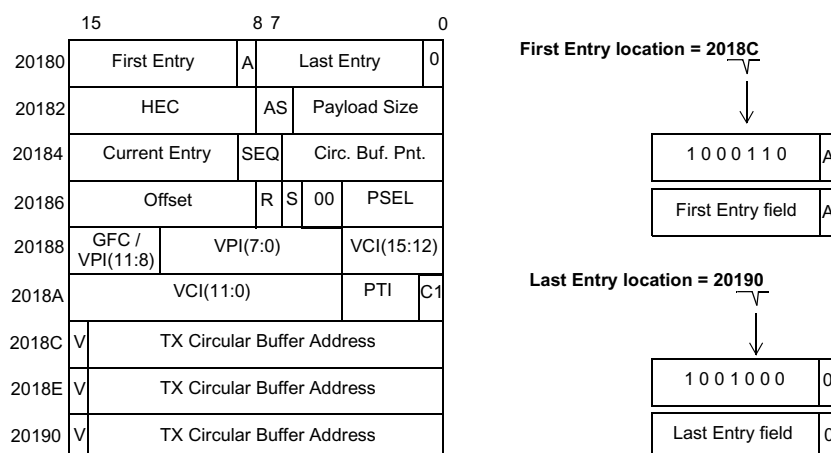 15 8 7 0
20180 First Entry A Last Entry 0
20182 HEC AS Payload Size
20184 Current Entry SEQ Circ. Buf. Pnt.
20186 Offset R S 00 PSEL
20188 GFC / VPI(11:8) VPI(7:0) VCI(15:12)
2018A VCI(11:0) PTI C1
2018C V TX Circular Buffer Address
2018E V TX Circular Buffer Address
20190 V TX Circular Buffer Address
First Entry location = 2018C
1 0 0 0 1 1 0 A
First Entry field A
Last Entry location = 20190
1 0 0 1 0 0 0 0
Last Entry field 0